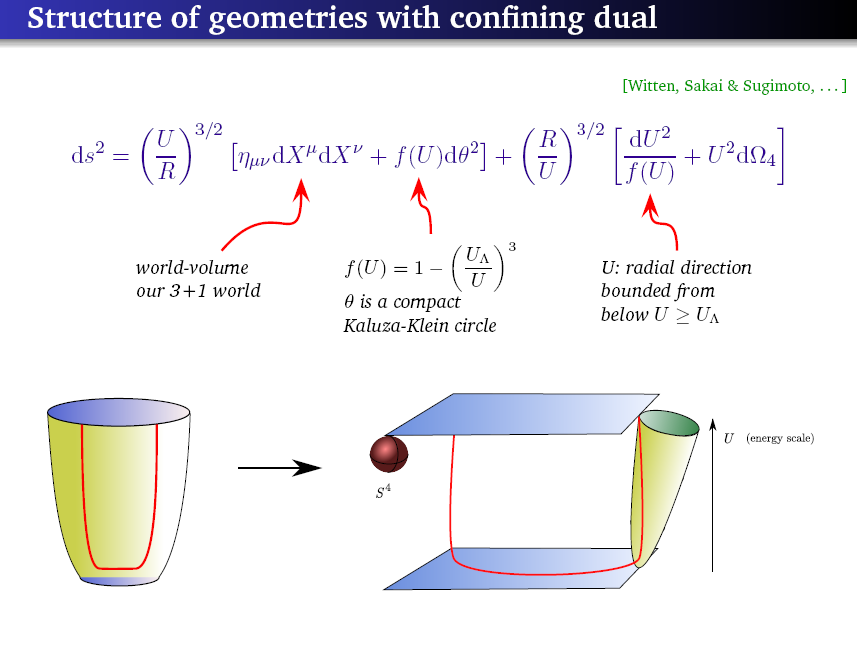 Structure of geometries with confining dual
[Witten, Sakai & Sugimoto, . . . ]
ds² = (U/R)^{3/2} [η_{μν}dX^μdX^ν + f(U)dθ²] + (R/U)^{3/2} [dU²/f(U) + U²dΩ₄]
world-volume
our 3+1 world
f(U) = 1 − (U_Λ/U)³
θ is a compact
Kaluza-Klein circle
U: radial direction
bounded from
below U ≥ U_Λ
U (energy scale)
S⁴